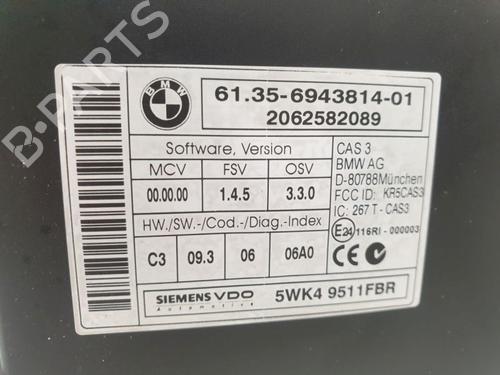 B-PARTS
BMW
61.35-6943814-01
2062582089
Software, Version
MCV FSV OSV
00.00.00 1.4.5 3.3.0
HW./SW.-/Cod.-/Diag.-Index
C3 09.3 06 06A0
SIEMENS VDO
Automotive
5WK4 9511FBR
CAS 3
BMW AG
D-80788München
FCC ID: KR5CAS3
IC: 267 T - CAS3
E24 116RI - 000003